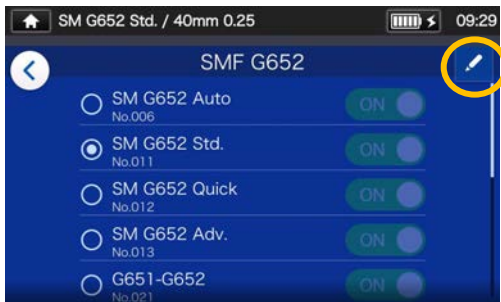 SM G652 Std. / 40mm 0.25 09:29
SMF G652
SM G652 Auto ON
No.006
SM G652 Std. ON
No.011
SM G652 Quick ON
No.012
SM G652 Adv. ON
No.013
G651-G652 ON
No.021